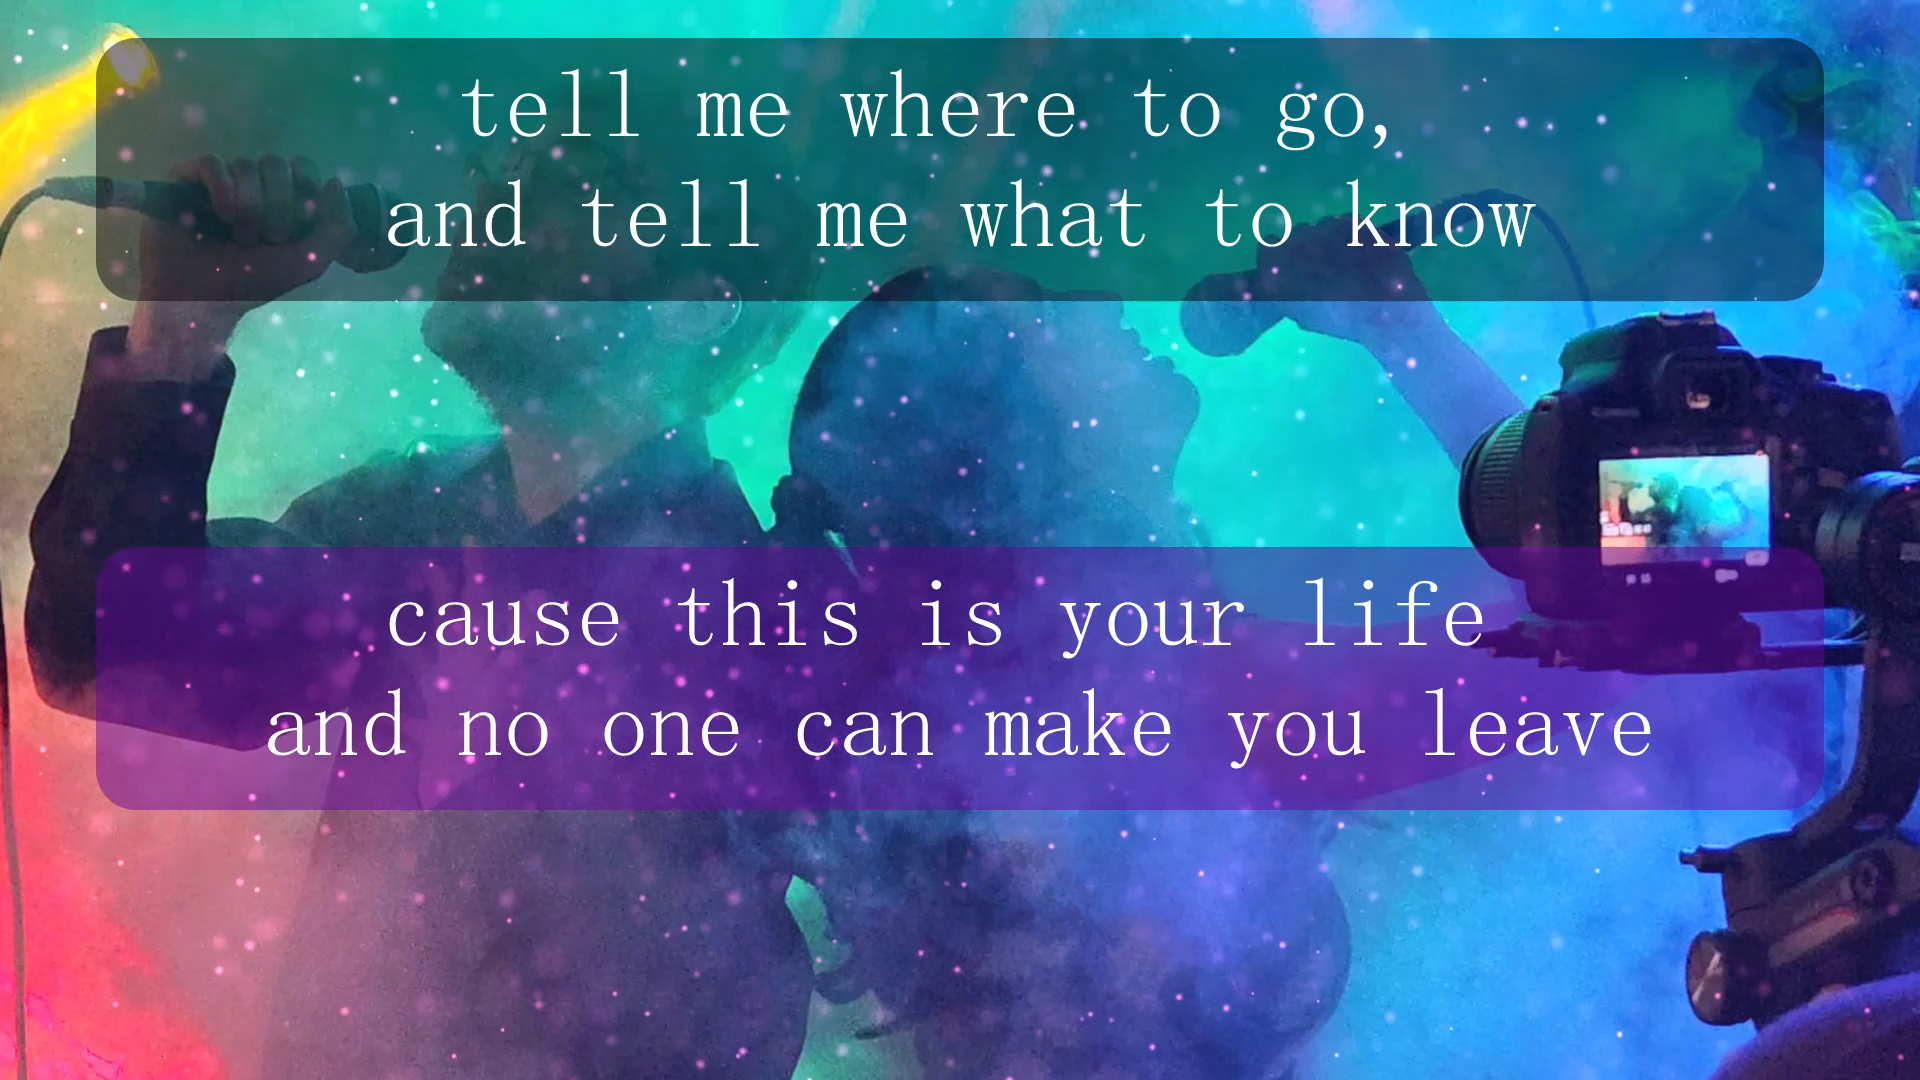 tell me where to go,
and tell me what to know
cause this is your life
and no one can make you leave